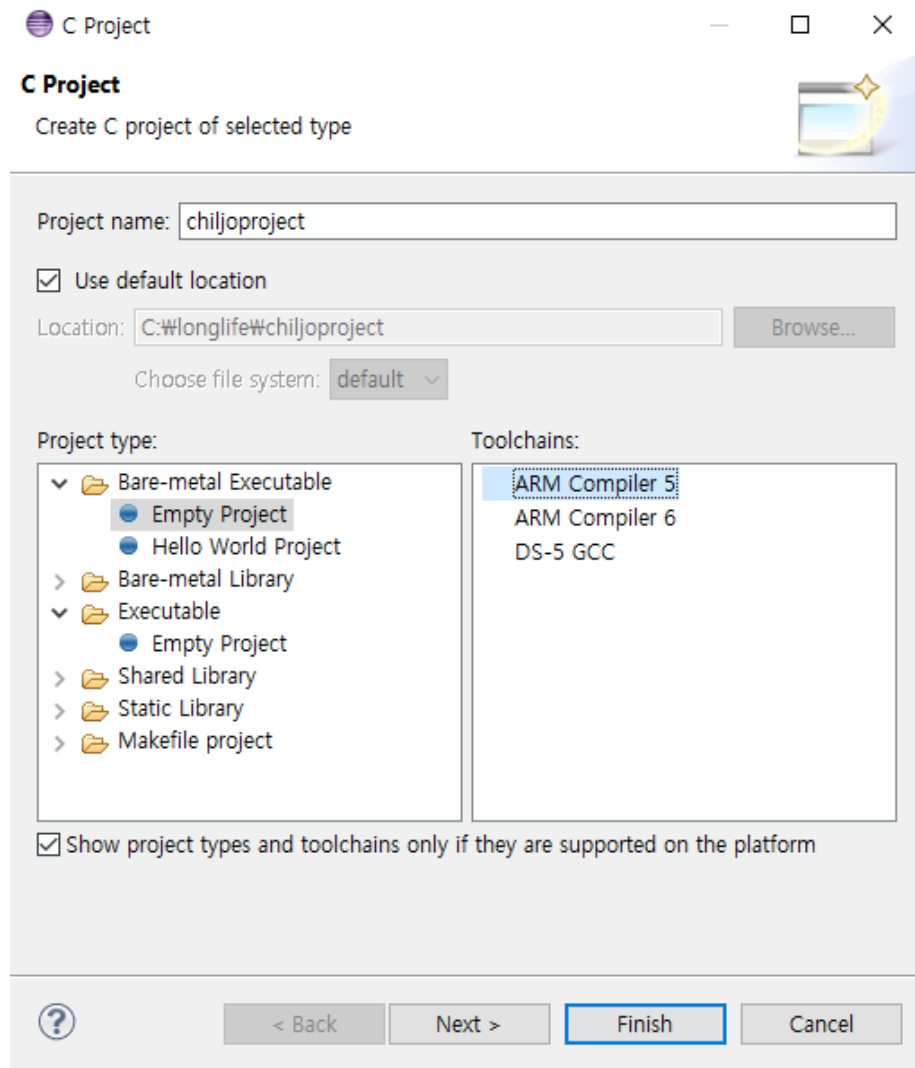 C Project
C Project
Create C project of selected type
Project name: chiljoproject
Use default location
Location: C:₩longlife₩chiljoproject Browse...
Choose file system: default
Project type: Toolchains:
Bare-metal Executable ARM Compiler 5
Empty Project ARM Compiler 6
Hello World Project DS-5 GCC
Bare-metal Library
Executable
Empty Project
Shared Library
Static Library
Makefile project
Show project types and toolchains only if they are supported on the platform
? < Back Next > Finish Cancel